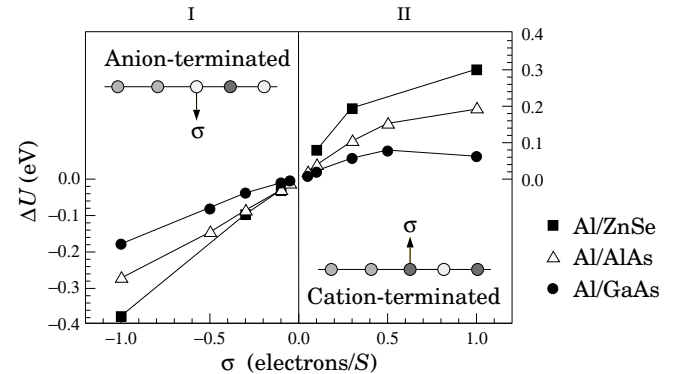 I II
Anion-terminated
σ
0.4
0.3
0.2
0.1
0.0
ΔU (eV)
0.0
−0.1
−0.2
−0.3
−0.4
σ
Cation-terminated
Al/ZnSe
Al/AlAs
Al/GaAs
−1.0 −0.5 0.0 0.5 1.0
σ (electrons/S)